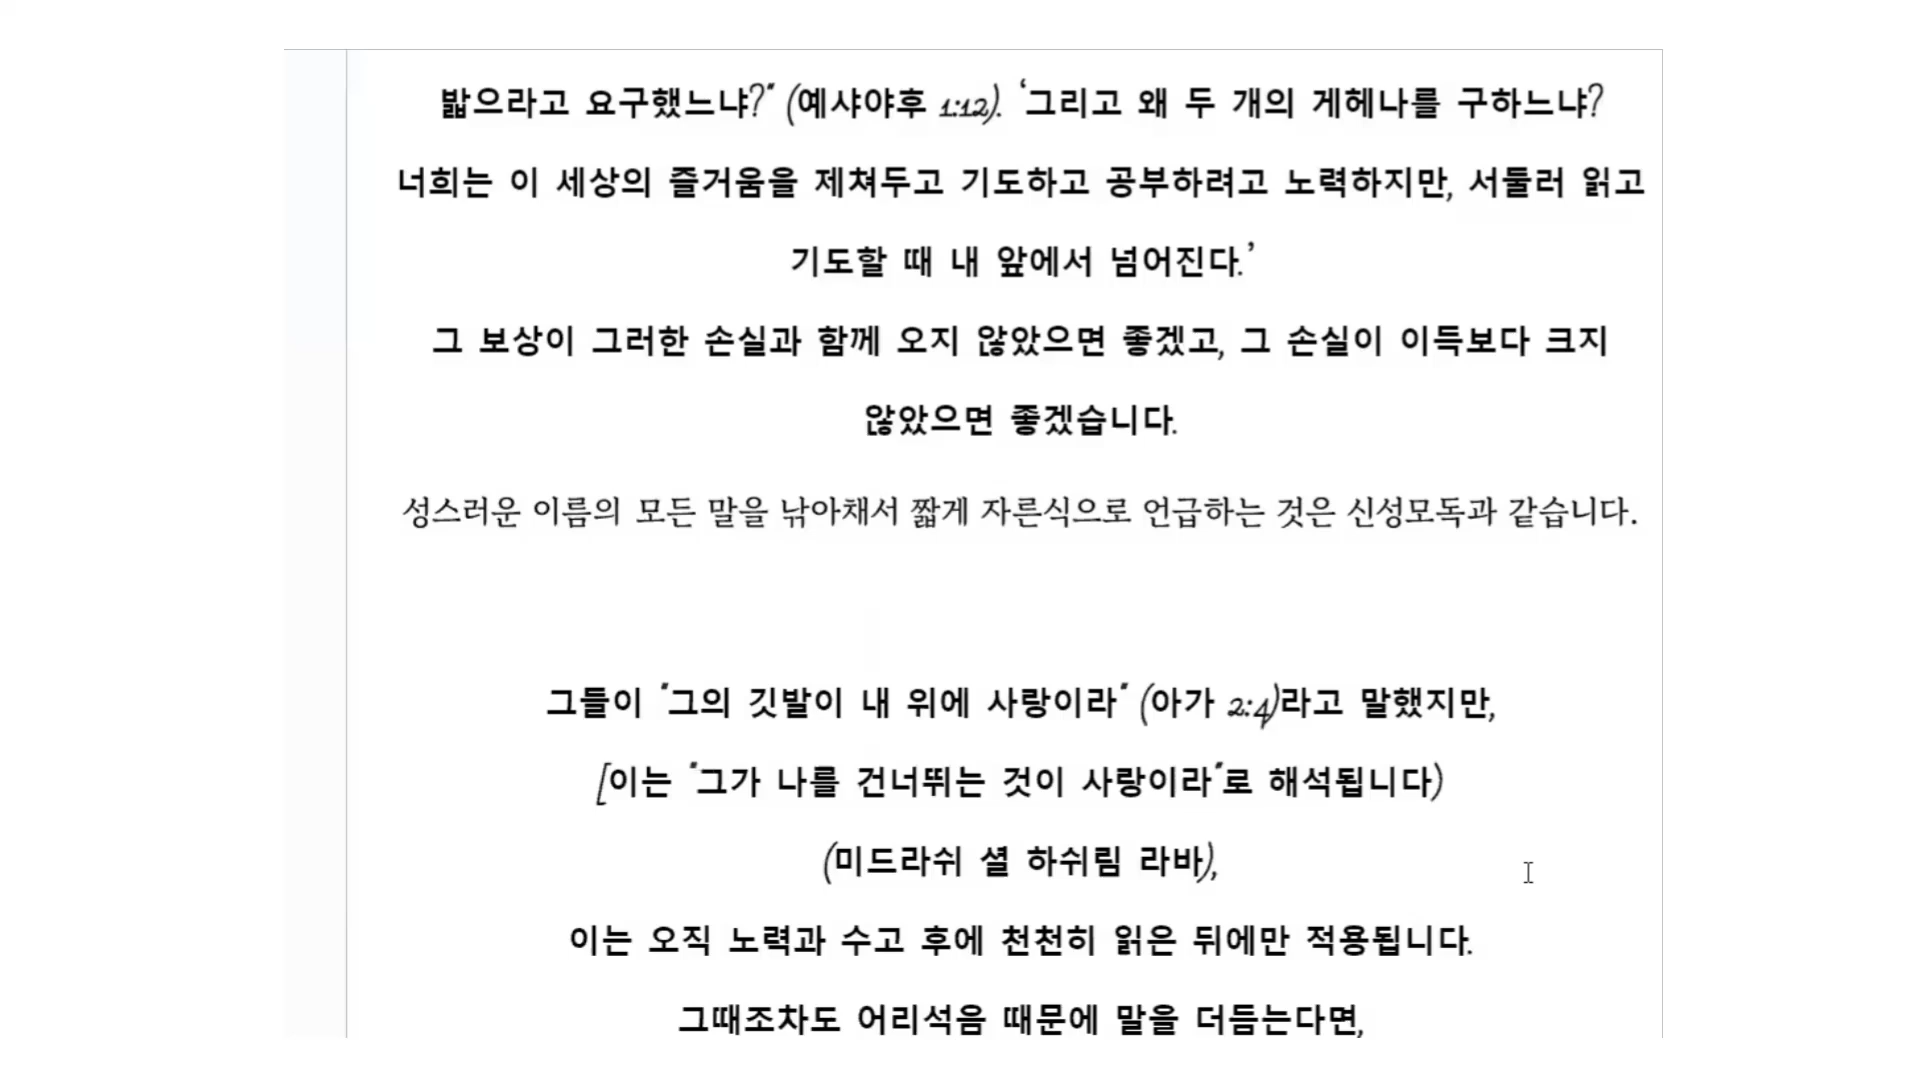 밟으라고 요구했느냐?" (예샤야후 1:12). '그리고 왜 두 개의 게헤나를 구하느냐?
너희는 이 세상의 즐거움을 제쳐두고 기도하고 공부하려고 노력하지만, 서둘러 읽고
기도할 때 내 앞에서 넘어진다.'
그 보상이 그러한 손실과 함께 오지 않았으면 좋겠고, 그 손실이 이득보다 크지
않았으면 좋겠습니다.
성스러운 이름의 모든 말을 낚아채서 짧게 자른식으로 언급하는 것은 신성모독과 같습니다.
그들이 "그의 깃발이 내 위에 사랑이라" (아가 2:4)라고 말했지만,
[이는 "그가 나를 건너뛰는 것이 사랑이라"로 해석됩니다)
(미드라쉬 셜 하쉬림 라바),
이는 오직 노력과 수고 후에 천천히 읽은 뒤에만 적용됩니다.
그때조차도 어리석음 때문에 말을 더듬는다면,